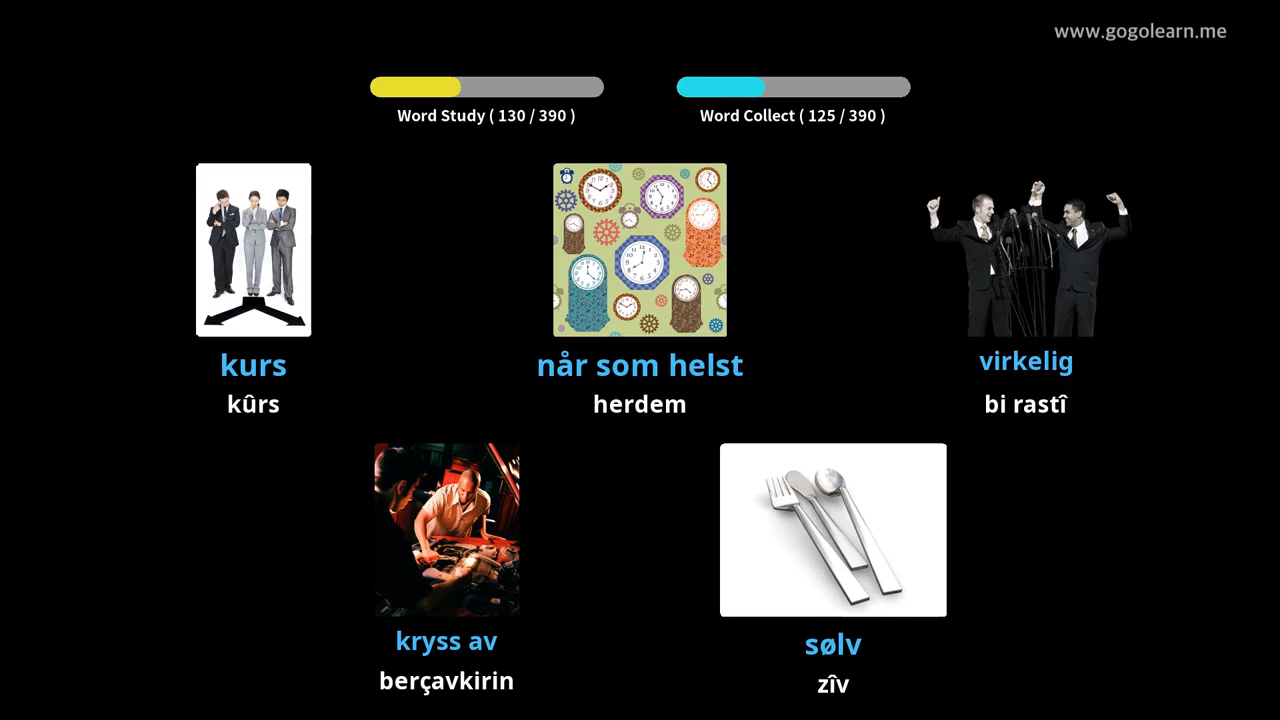 www.gogolearn.me
Word Study ( 130 / 390 )
Word Collect ( 125 / 390 )
kurs
kûrs
når som helst
herdem
virkelig
bi rastî
kryss av
berçavkirin
sølv
zîv